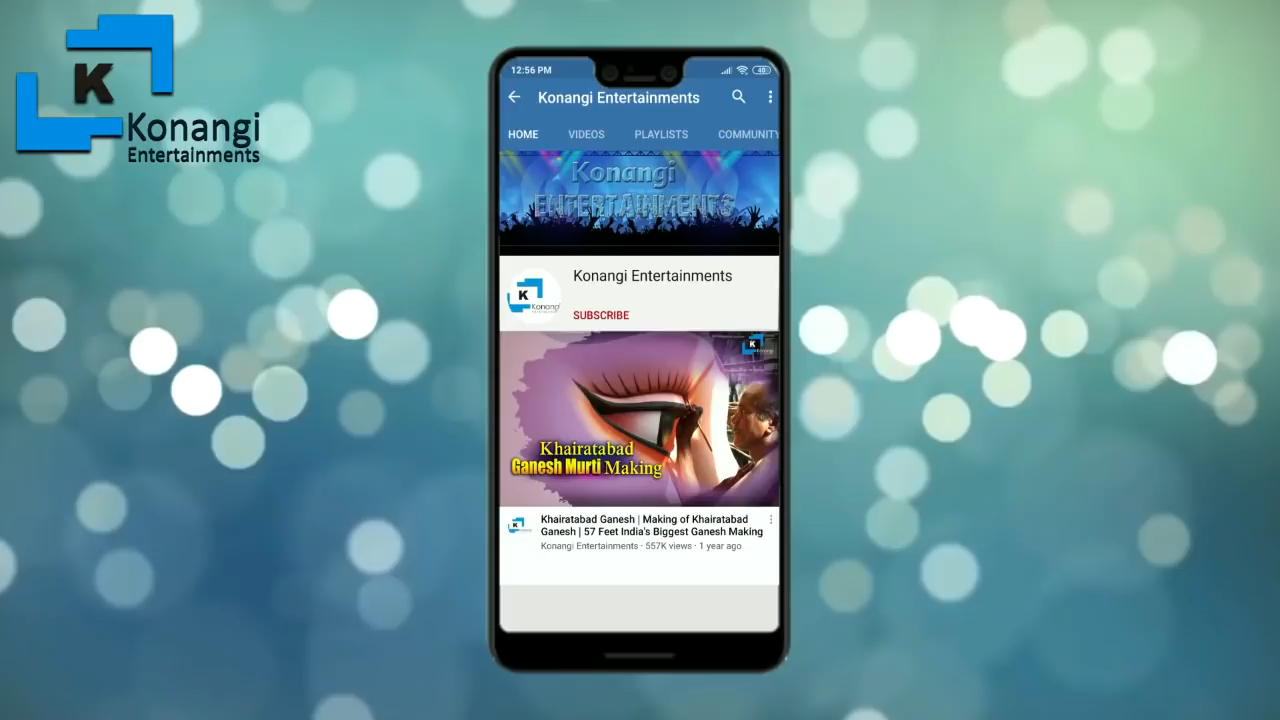 K
Konangi
Entertainments
12:56 PM
40
Konangi Entertainments
HOME VIDEOS PLAYLISTS COMMUNITY
Konangi
ENTERTAINMENTS
K
Konangi
Konangi Entertainments
SUBSCRIBE
K
Khairatabad
Ganesh Murti Making
K
Khairatabad Ganesh | Making of Khairatabad
Ganesh | 57 Feet India's Biggest Ganesh Making
Konangi Entertainments · 557K views · 1 year ago